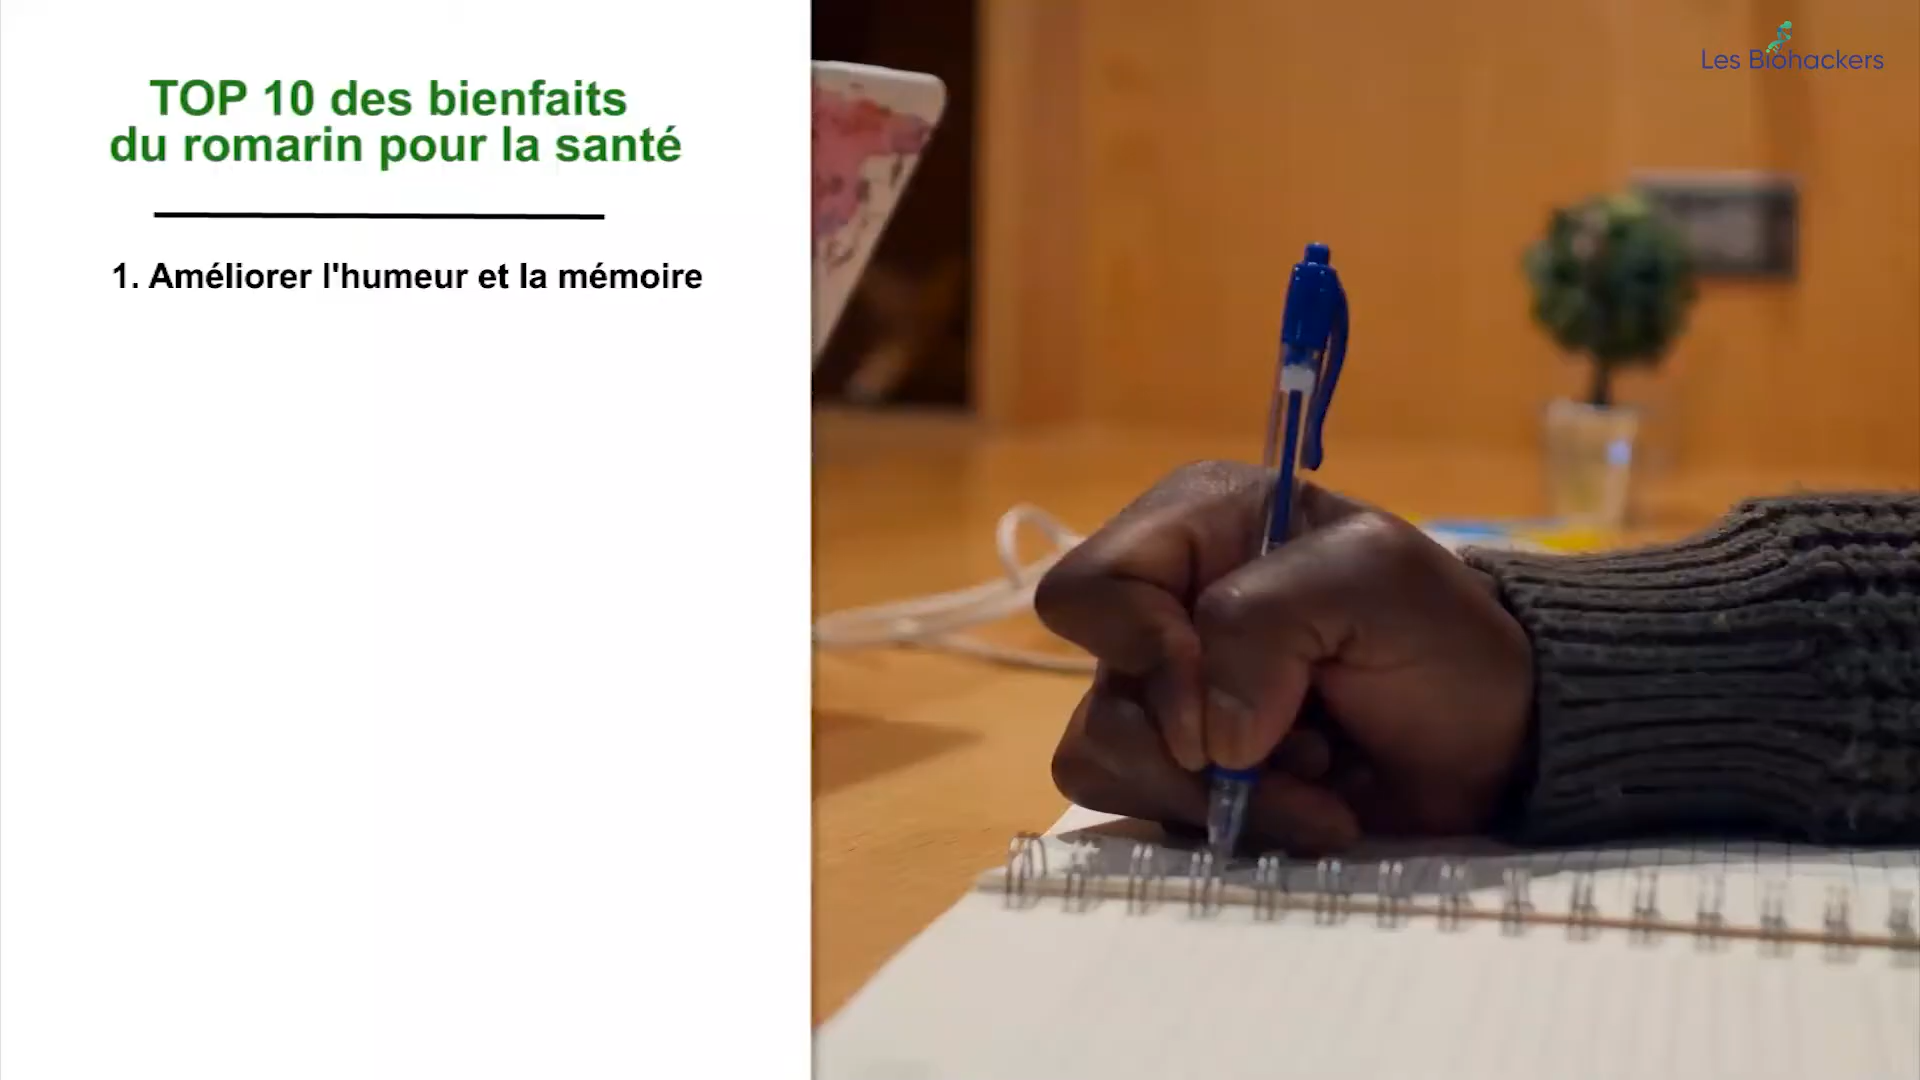 TOP 10 des bienfaits
du romarin pour la santé
1. Améliorer l'humeur et la mémoire
Les Biohackers